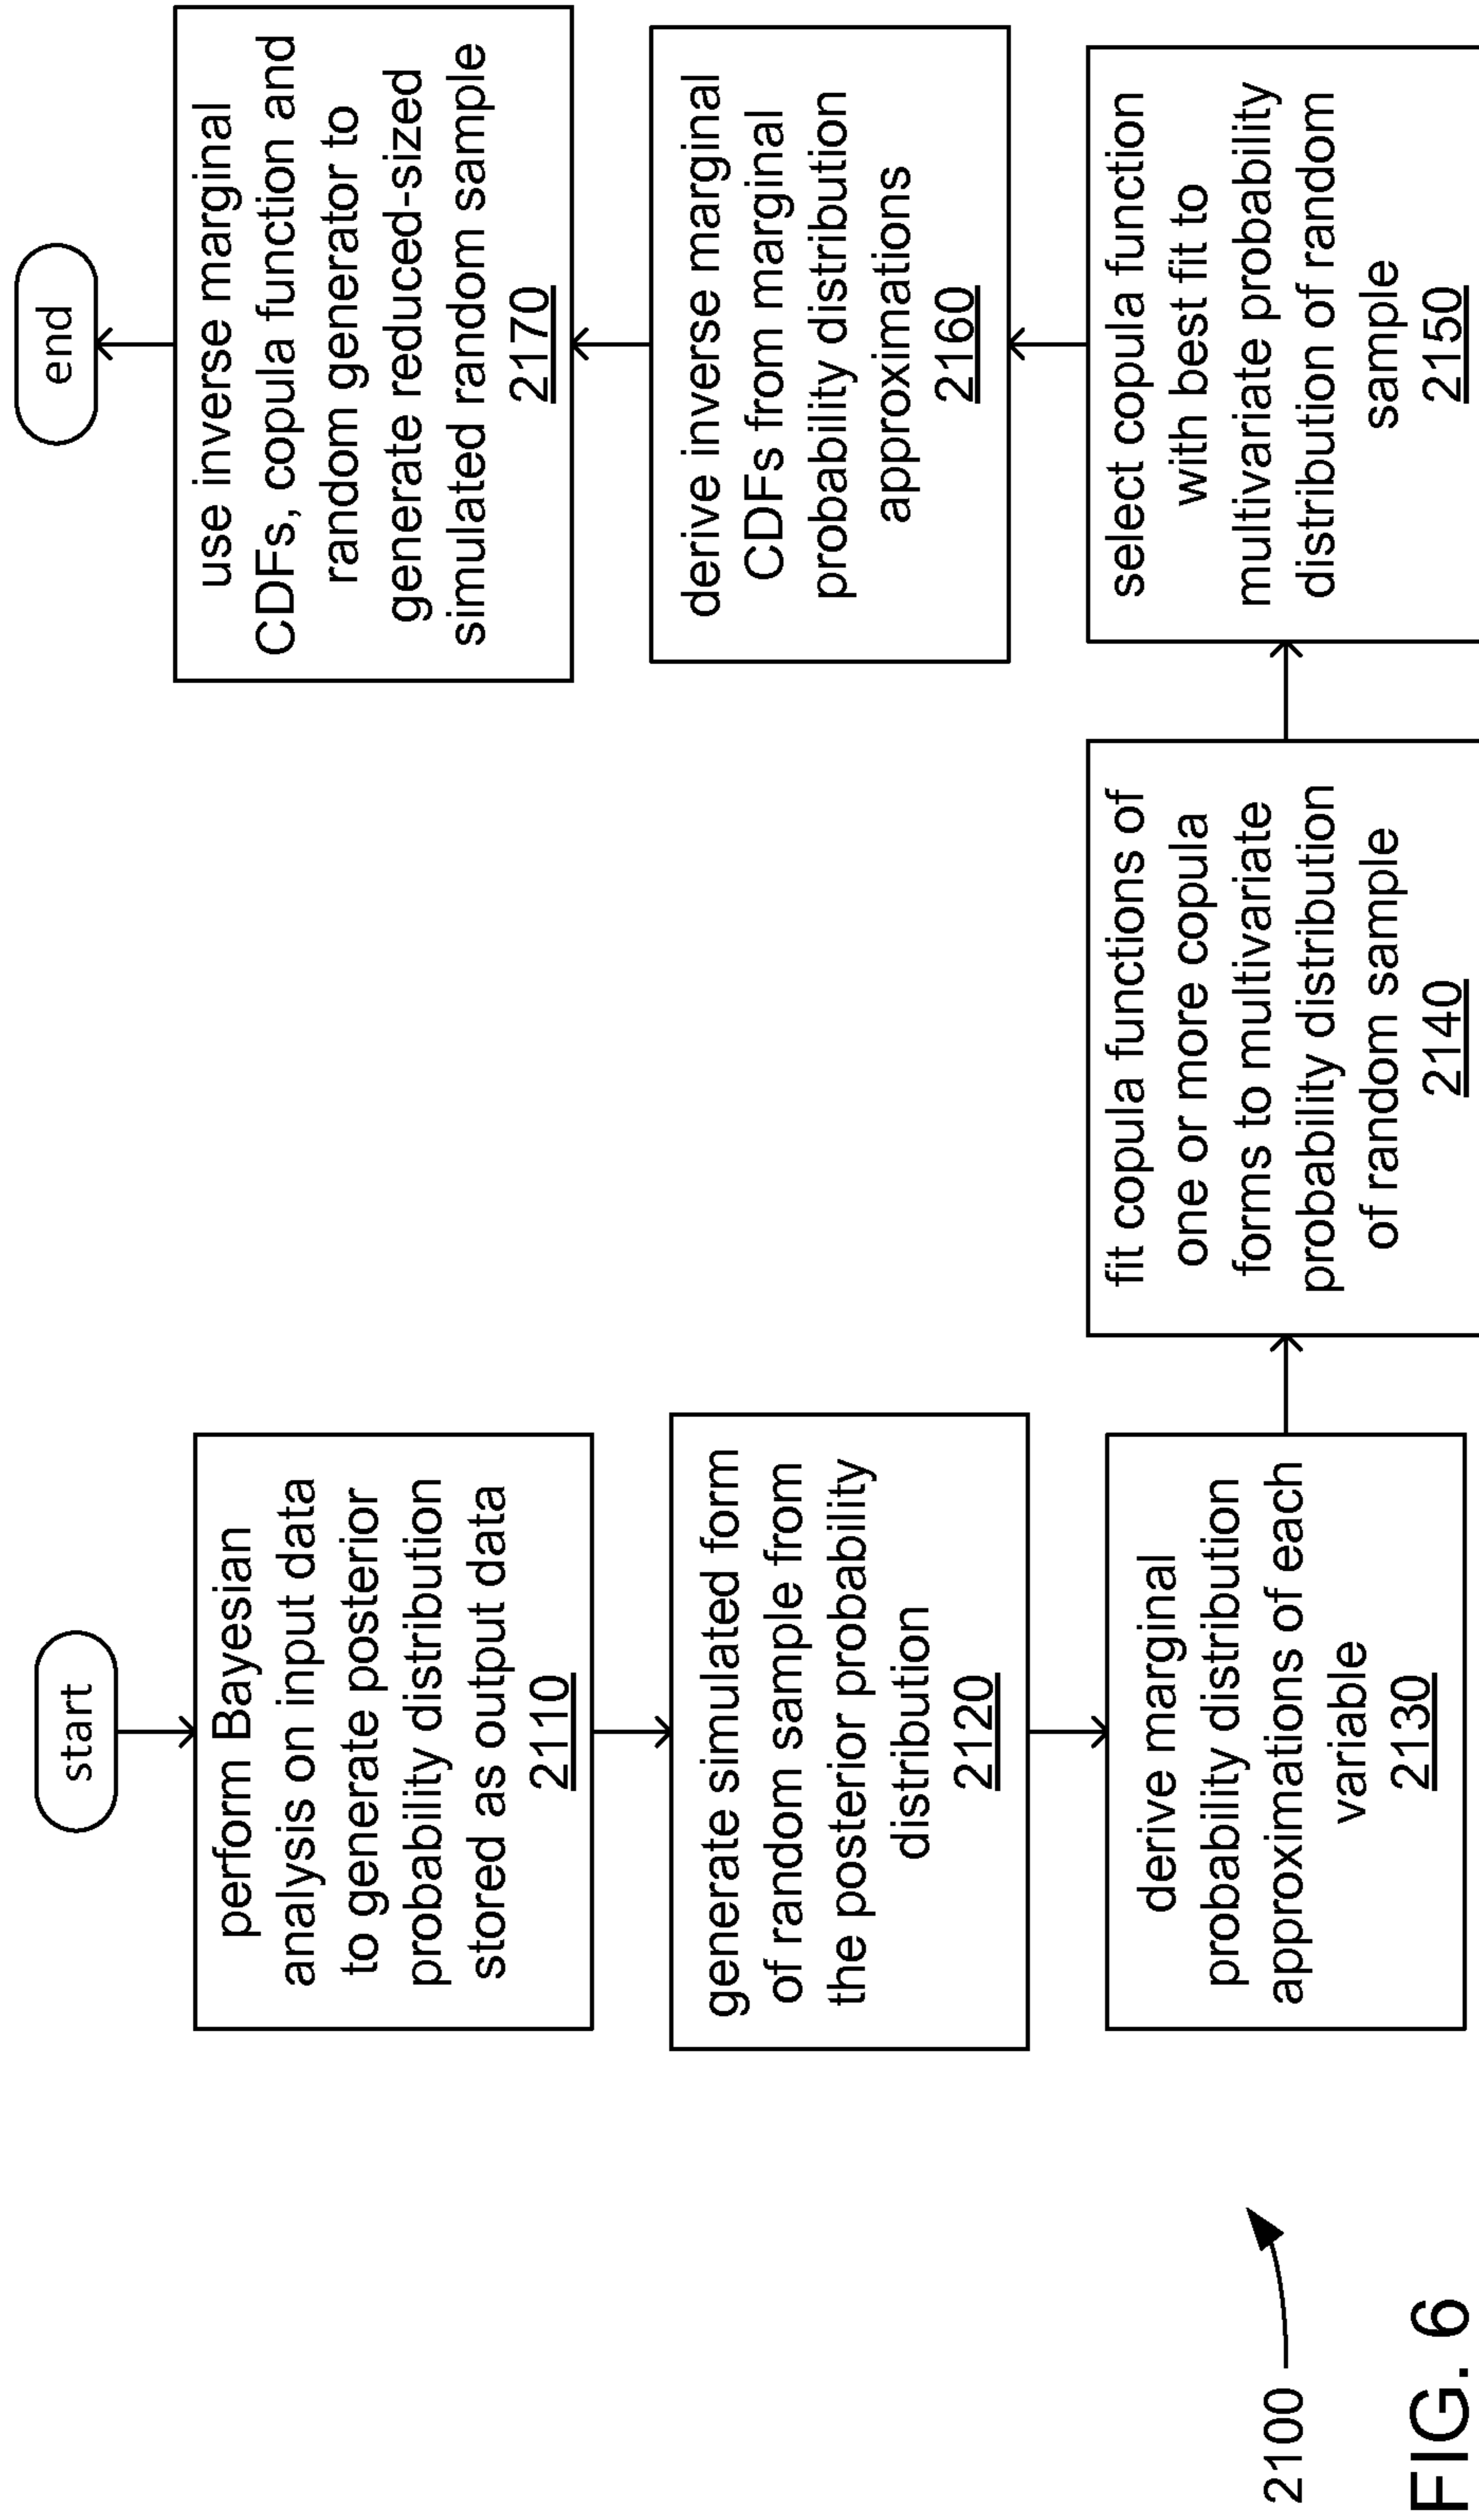 start
perform Bayesian
analysis on input data
to generate posterior
probability distribution
stored as output data
2110
generate simulated form
of random sample from
the posterior probability
distribution
2120
derive marginal
probability distribution
approximations of each
variable
2130
fit copula functions of
one or more copula
forms to multivariate
probability distribution
of random sample
2140
select copula function
with best fit to
multivariate probability
distribution of random
sample
2150
derive inverse marginal
CDFs from marginal
probability distribution
approximations
2160
use inverse marginal
CDFs, copula function and
random generator to
generate reduced-sized
simulated random sample
2170
end
2100
FIG. 6